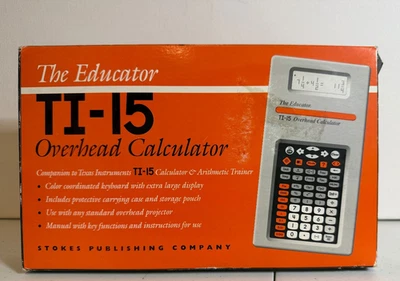 The Educator
TI-15
Overhead Calculator
Companion to Texas Instruments TI-15 Calculator & Arithmetic Trainer
• Color coordinated keyboard with extra large display
• Includes protective carrying case and storage pouch
• Use with any standard overhead projector
• Manual with key functions and instructions for use
STOKES PUBLISHING COMPANY
The Educator
TI-15 Overhead Calculator